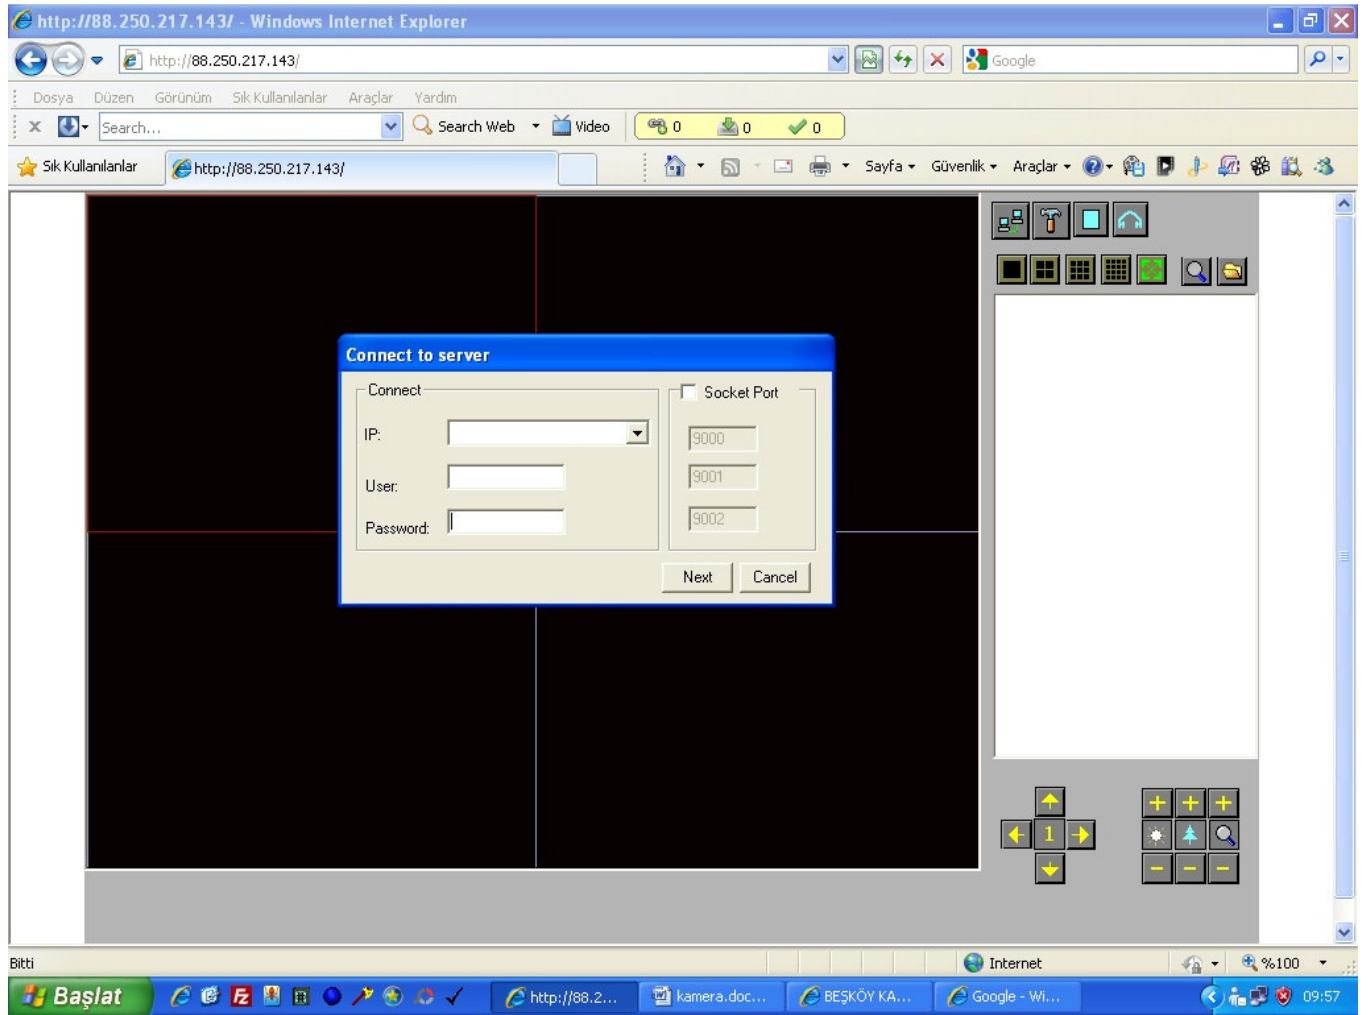 http://88.250.217.143/ - Windows Internet Explorer
http://88.250.217.143/
Google
Dosya Düzen Görünüm Sık Kullanılanlar Araçlar Yardım
Search... Search Web Video 0 0 0
Sık Kullanılanlar http://88.250.217.143/ Sayfa Güvenlik Araçlar
Connect to server
Connect
Socket Port
IP:
9000
User:
9001
Password:
9002
Next Cancel
1
Bitti Internet %100
Başlat http://88.2... kamera.doc... BEŞKÖY KA... Google - Wi... 09:57